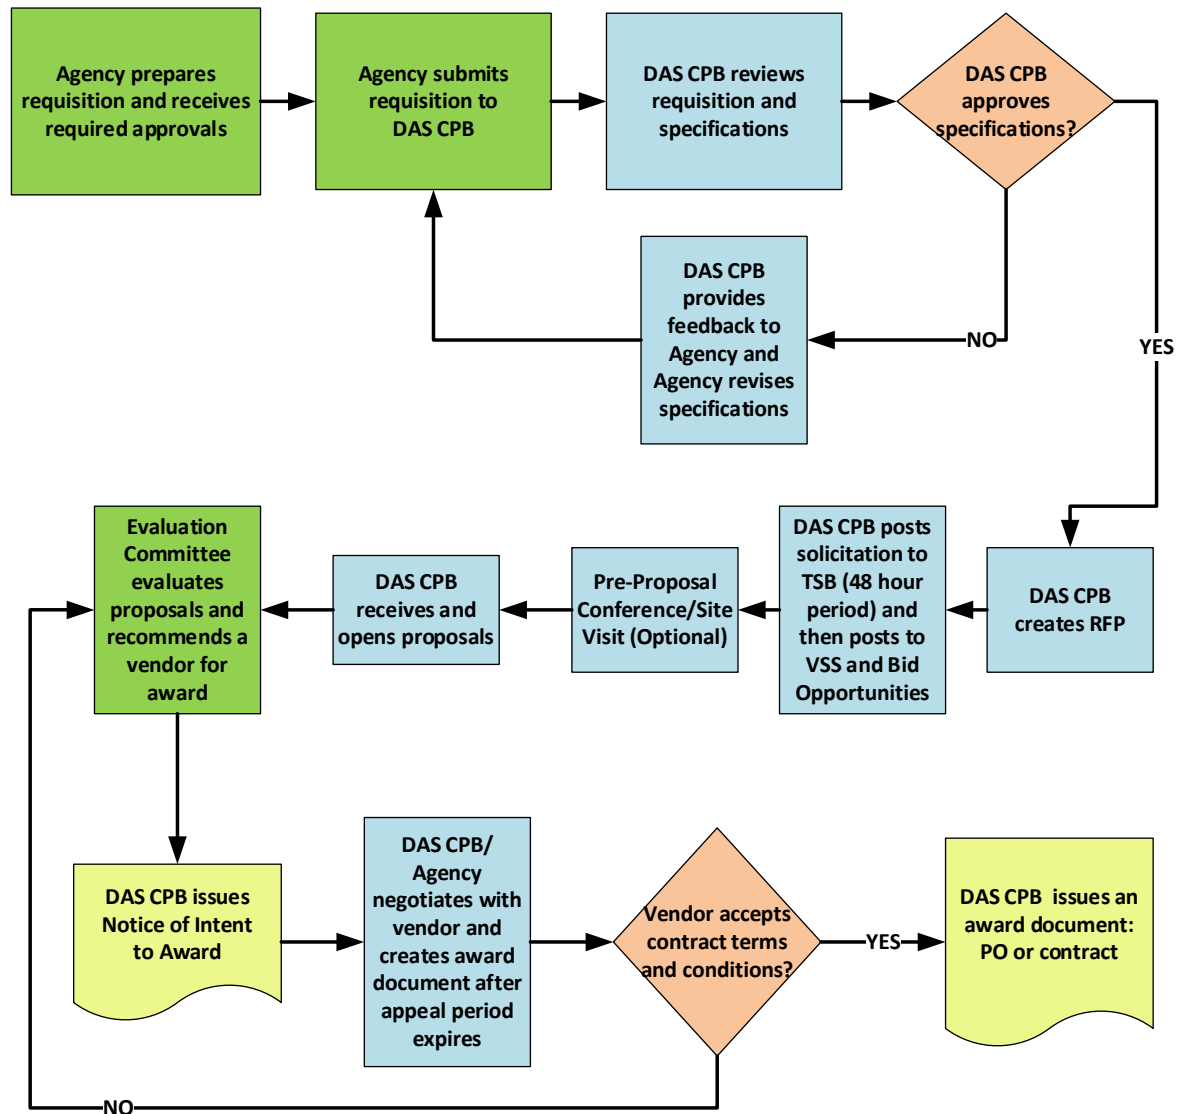 Agency prepares
requisition and receives
required approvals
Agency submits
requisition to
DAS CPB
DAS CPB reviews
requisition and
specifications
DAS CPB
approves
specifications?
DAS CPB
provides
feedback to
Agency and
Agency revises
specifications
NO
YES
Evaluation
Committee
evaluates
proposals and
recommends a
vendor for
award
DAS CPB
receives and
opens proposals
Pre-Proposal
Conference/Site
Visit (Optional)
DAS CPB posts
solicitation to
TSB (48 hour
period) and
then posts to
VSS and Bid
Opportunities
DAS CPB
creates RFP
DAS CPB issues
Notice of Intent
to Award
DAS CPB/
Agency
negotiates with
vendor and
creates award
document after
appeal period
expires
Vendor accepts
contract terms
and conditions?
YES
DAS CPB issues an
award document:
PO or contract
NO